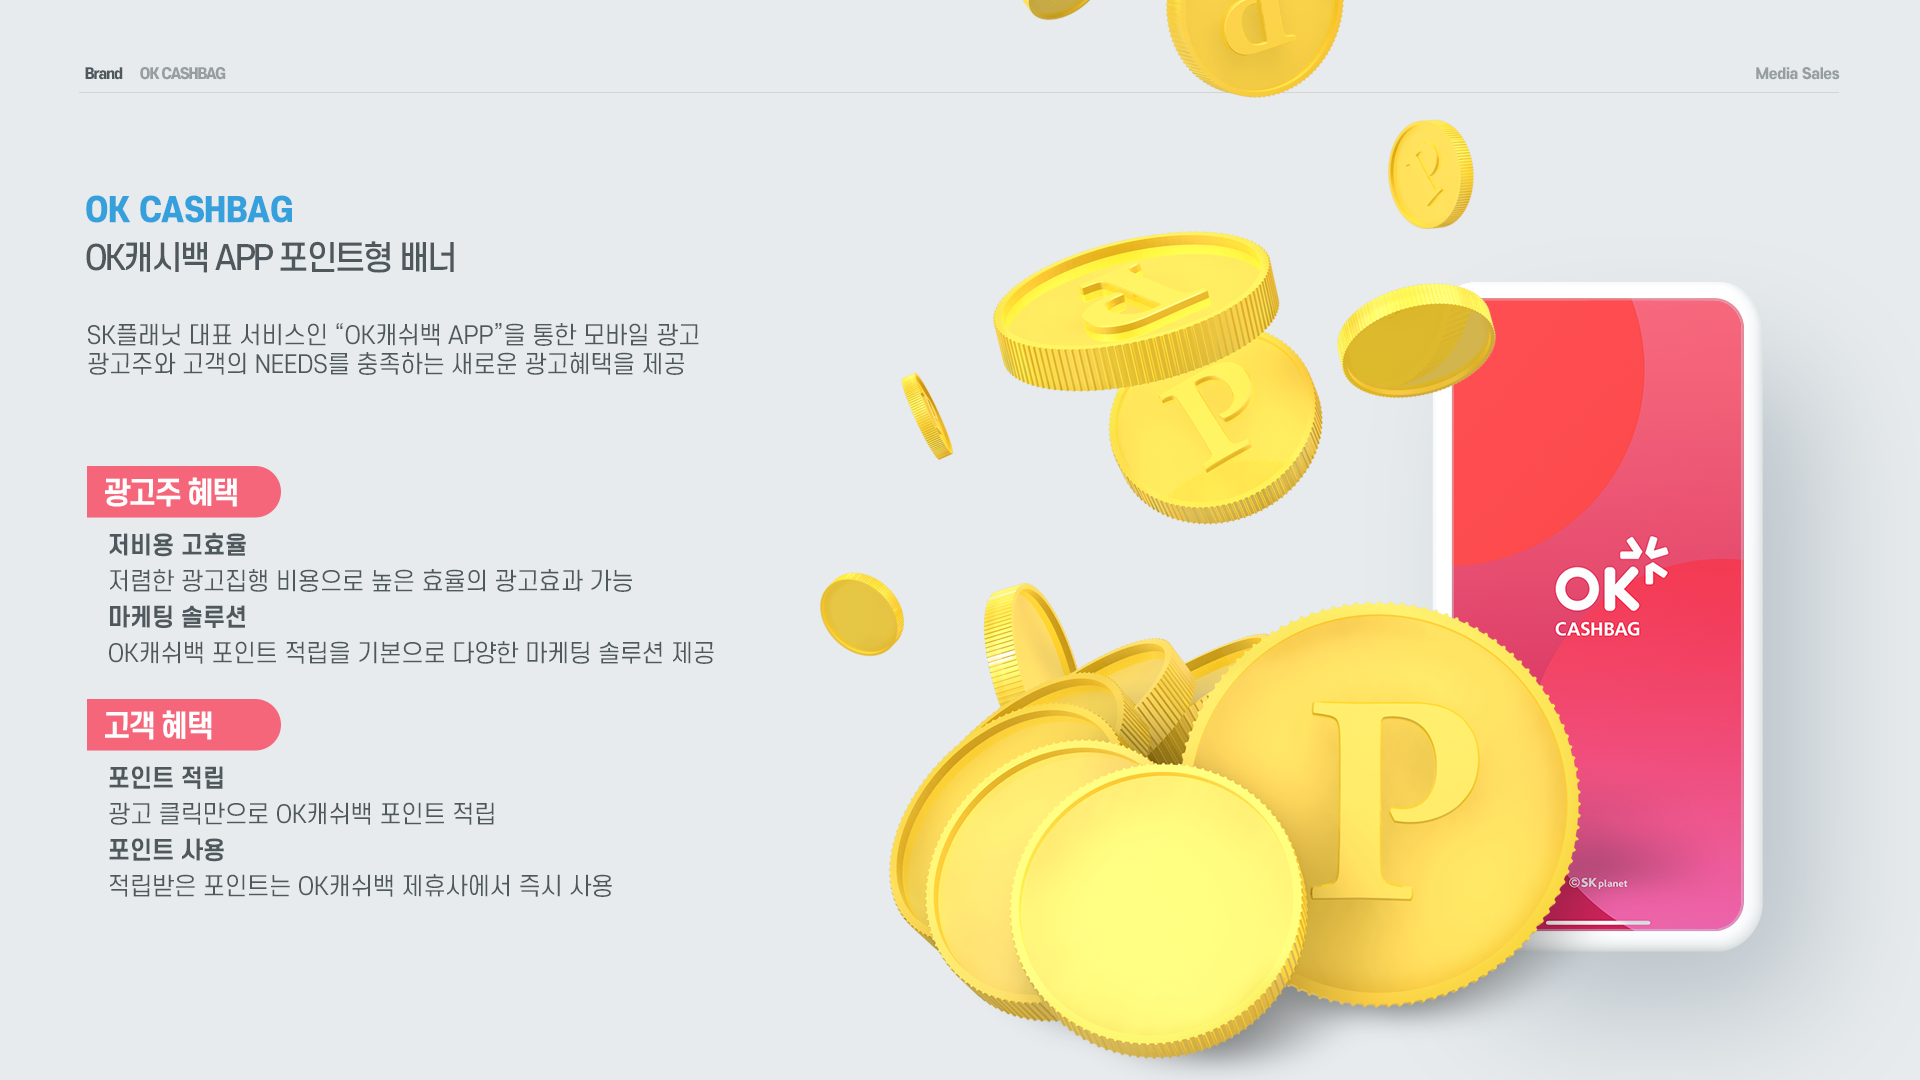 Brand OK CASHBAG
Media Sales
OK CASHBAG
OK캐시백 APP 포인트형 배너
SK플래닛 대표 서비스인 “OK캐쉬백 APP”을 통한 모바일 광고
광고주와 고객의 NEEDS를 충족하는 새로운 광고혜택을 제공
광고주 혜택
저비용 고효율
저렴한 광고집행 비용으로 높은 효율의 광고효과 가능
마케팅 솔루션
OK캐쉬백 포인트 적립을 기본으로 다양한 마케팅 솔루션 제공
고객 혜택
포인트 적립
광고 클릭만으로 OK캐쉬백 포인트 적립
포인트 사용
적립받은 포인트는 OK캐쉬백 제휴사에서 즉시 사용
P
P
P
P
P
OK
CASHBAG
©SK planet